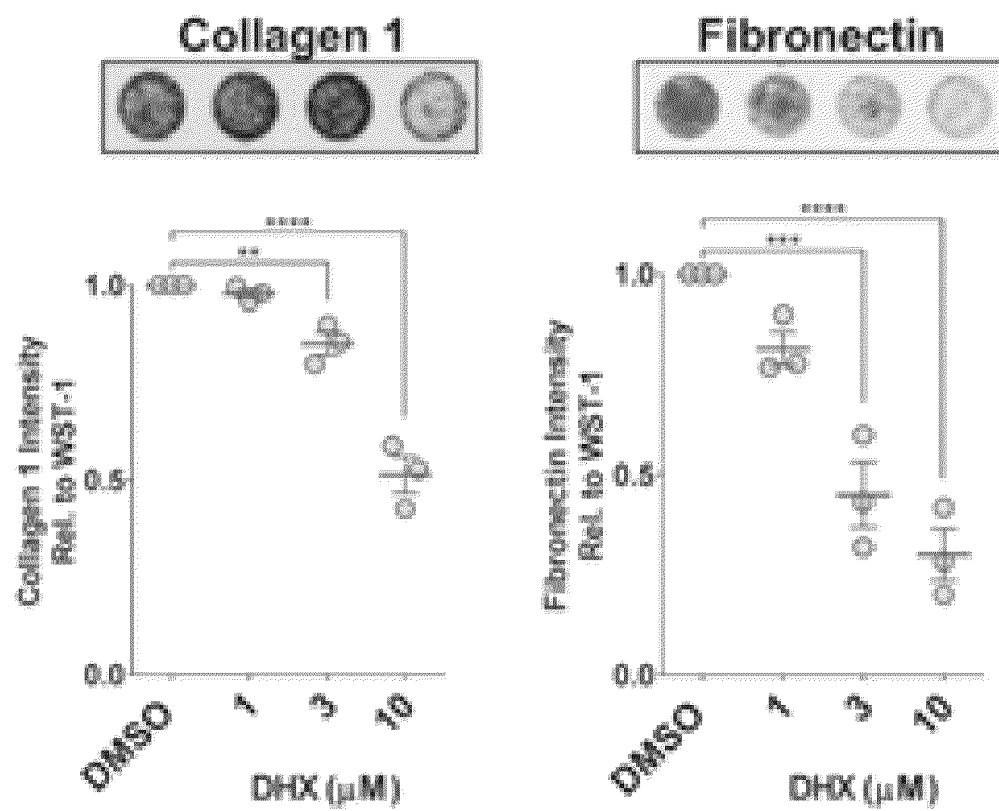 Collagen 1
****
**
1.0
0.5
0.0
Collagen 1 Intensity
Rel. to WST-1
DMSO 1 3 10
DHX (μM)
Fibronectin
****
***
1.0
0.5
0.0
Fibronectin Intensity
Rel. to WST-1
DMSO 1 3 10
DHX (μM)